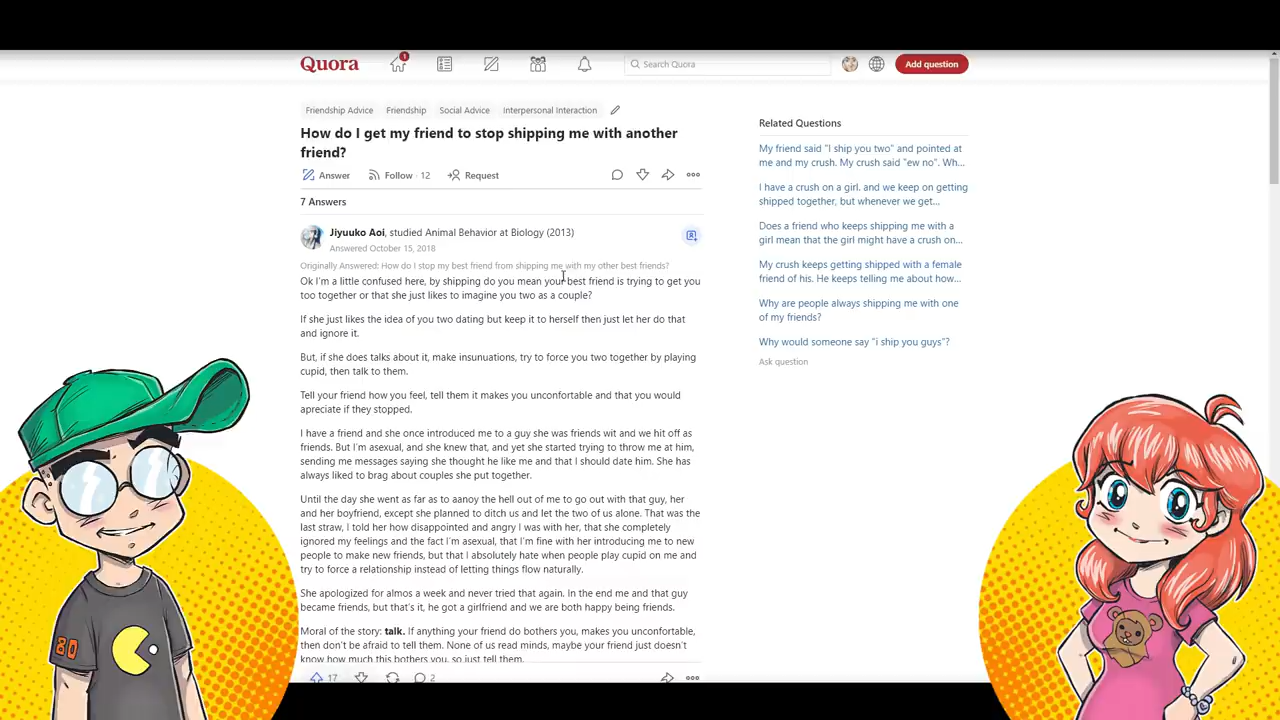 Quora
1
Search Quora
Add question
Friendship Advice Friendship Social Advice Interpersonal Interaction
How do I get my friend to stop shipping me with another
friend?
Answer Follow · 12 Request
7 Answers
Jiyuuko Aoi, studied Animal Behavior at Biology (2013)
Answered October 15, 2018
Originally Answered: How do I stop my best friend from shipping me with my other best friends?
Ok I'm a little confused here, by shipping do you mean your best friend is trying to get you
too together or that she just likes to imagine you two as a couple?
If she just likes the idea of you two dating but keep it to herself then just let her do that
and ignore it.
But, if she does talks about it, make insunuations, try to force you two together by playing
cupid, then talk to them.
Tell your friend how you feel, tell them it makes you unconfortable and that you would
apreciate if they stopped.
I have a friend and she once introduced me to a guy she was friends wit and we hit off as
friends. But I'm asexual, and she knew that, and yet she started trying to throw me at him,
sending me messages saying she thought he like me and that I should date him. She has
always liked to brag about couples she put together.
Until the day she went as far as to aanoy the hell out of me to go out with that guy, her
and her boyfriend, except she planned to ditch us and let the two of us alone. That was the
last straw, I told her how disappointed and angry I was with her, that she completely
ignored my feelings and the fact I'm asexual, that I'm fine with her introducing me to new
people to make new friends, but that I absolutely hate when people play cupid on me and
try to force a relationship instead of letting things flow naturally.
She apologized for almos a week and never tried that again. In the end me and that guy
became friends, but that's it, he got a girlfriend and we are both happy being friends.
Moral of the story: talk. If anything your friend do bothers you, makes you unconfortable,
then don't be afraid to tell them. None of us read minds, maybe your friend just doesn't
know how much this bothers you, so just tell them.
17 2
Related Questions
My friend said "I ship you two" and pointed at
me and my crush. My crush said "ew no". Wh...
I have a crush on a girl. and we keep on getting
shipped together, but whenever we get...
Does a friend who keeps shipping me with a
girl mean that the girl might have a crush on...
My crush keeps getting shipped with a female
friend of his. He keeps telling me about how...
Why are people always shipping me with one
of my friends?
Why would someone say "i ship you guys"?
Ask question
80